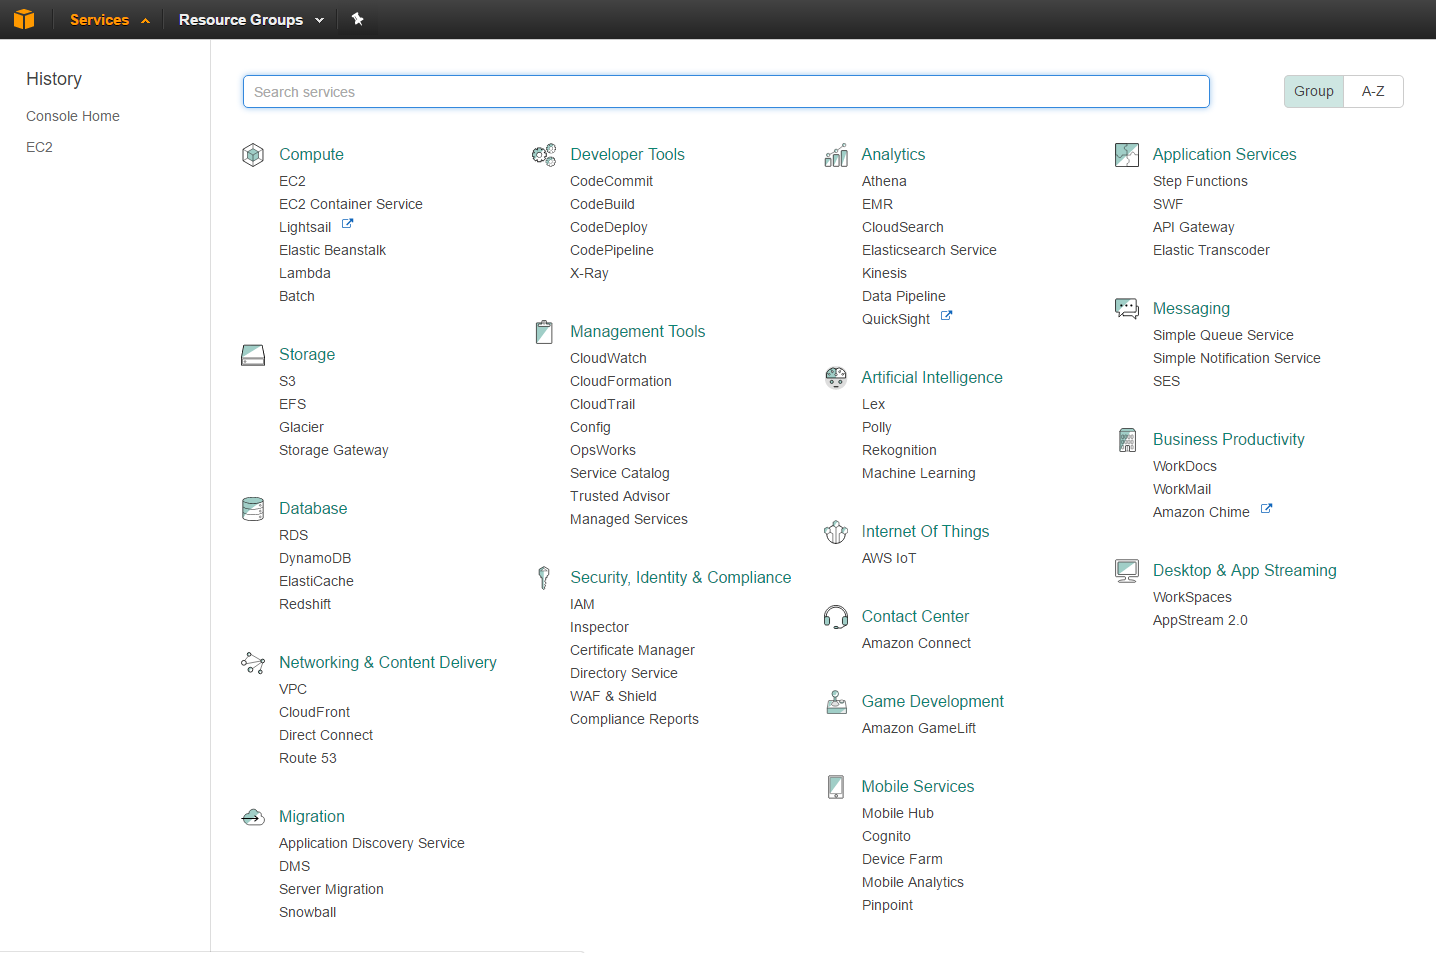 Services
Resource Groups
History
Console Home
EC2
Search services
Group
A-Z
Compute
EC2
EC2 Container Service
Lightsail
Elastic Beanstalk
Lambda
Batch
Storage
S3
EFS
Glacier
Storage Gateway
Database
RDS
DynamoDB
ElastiCache
Redshift
Networking & Content Delivery
VPC
CloudFront
Direct Connect
Route 53
Migration
Application Discovery Service
DMS
Server Migration
Snowball
Developer Tools
CodeCommit
CodeBuild
CodeDeploy
CodePipeline
X-Ray
Management Tools
CloudWatch
CloudFormation
CloudTrail
Config
OpsWorks
Service Catalog
Trusted Advisor
Managed Services
Security, Identity & Compliance
IAM
Inspector
Certificate Manager
Directory Service
WAF & Shield
Compliance Reports
Analytics
Athena
EMR
CloudSearch
Elasticsearch Service
Kinesis
Data Pipeline
QuickSight
Artificial Intelligence
Lex
Polly
Rekognition
Machine Learning
Internet Of Things
AWS IoT
Contact Center
Amazon Connect
Game Development
Amazon GameLift
Mobile Services
Mobile Hub
Cognito
Device Farm
Mobile Analytics
Pinpoint
Application Services
Step Functions
SWF
API Gateway
Elastic Transcoder
Messaging
Simple Queue Service
Simple Notification Service
SES
Business Productivity
WorkDocs
WorkMail
Amazon Chime
Desktop & App Streaming
WorkSpaces
AppStream 2.0